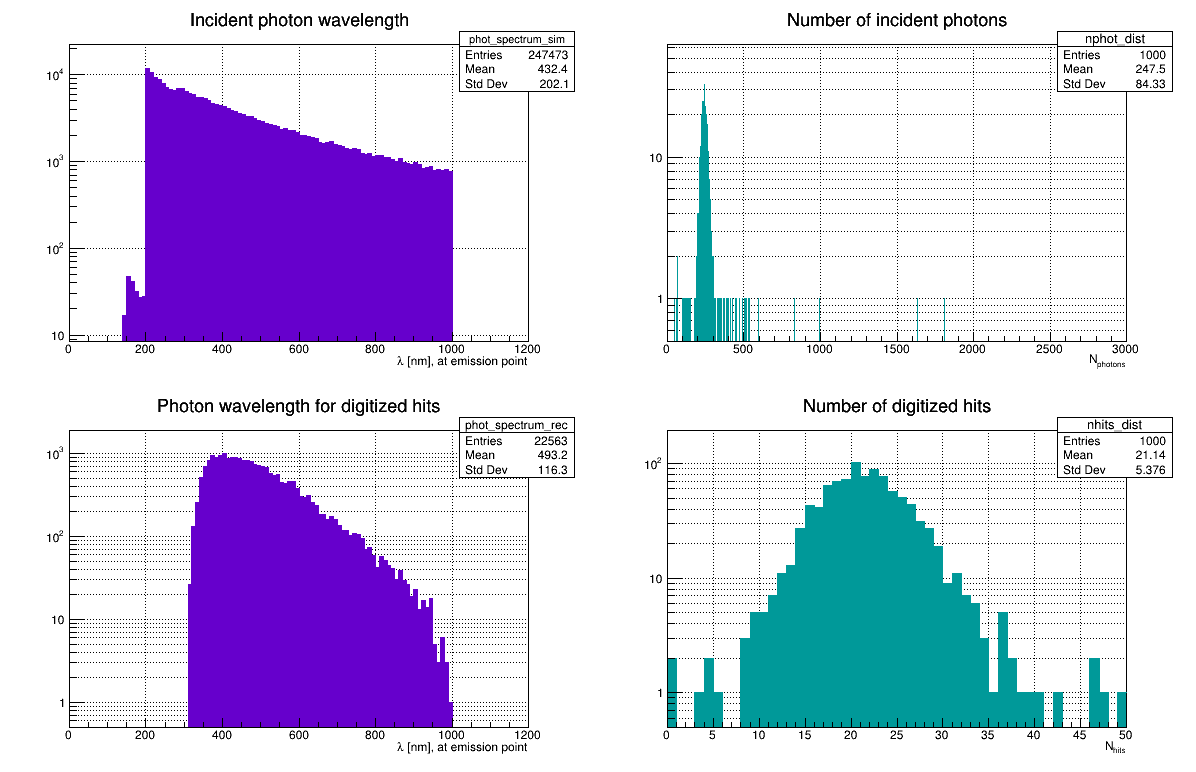 Incident photon wavelength
phot_spectrum_sim
Entries 247473
Mean 432.4
Std Dev 202.1
10^4
10^3
10^2
10
0 200 400 600 800 1000 1200
λ [nm], at emission point
Number of incident photons
nphot_dist
Entries 1000
Mean 247.5
Std Dev 84.33
10
1
0 500 1000 1500 2000 2500 3000
N_photons
Photon wavelength for digitized hits
phot_spectrum_rec
Entries 22563
Mean 493.2
Std Dev 116.3
10^3
10^2
10
1
0 200 400 600 800 1000 1200
λ [nm], at emission point
Number of digitized hits
nhits_dist
Entries 1000
Mean 21.14
Std Dev 5.376
10^2
10
1
0 5 10 15 20 25 30 35 40 45 50
N_hits